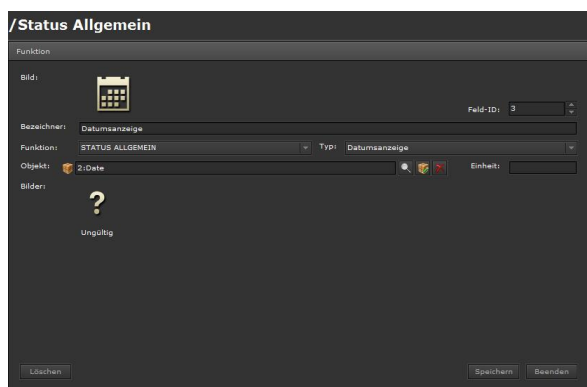 /Status Allgemein
Funktion
Bild:
Feld-ID: 3
Bezeichner: Datumsanzeige
Funktion: STATUS ALLGEMEIN Typ: Datumsanzeige
Objekt: 2:Date Einheit:
Bilder:
?
Ungültig
Löschen Speichern Beenden